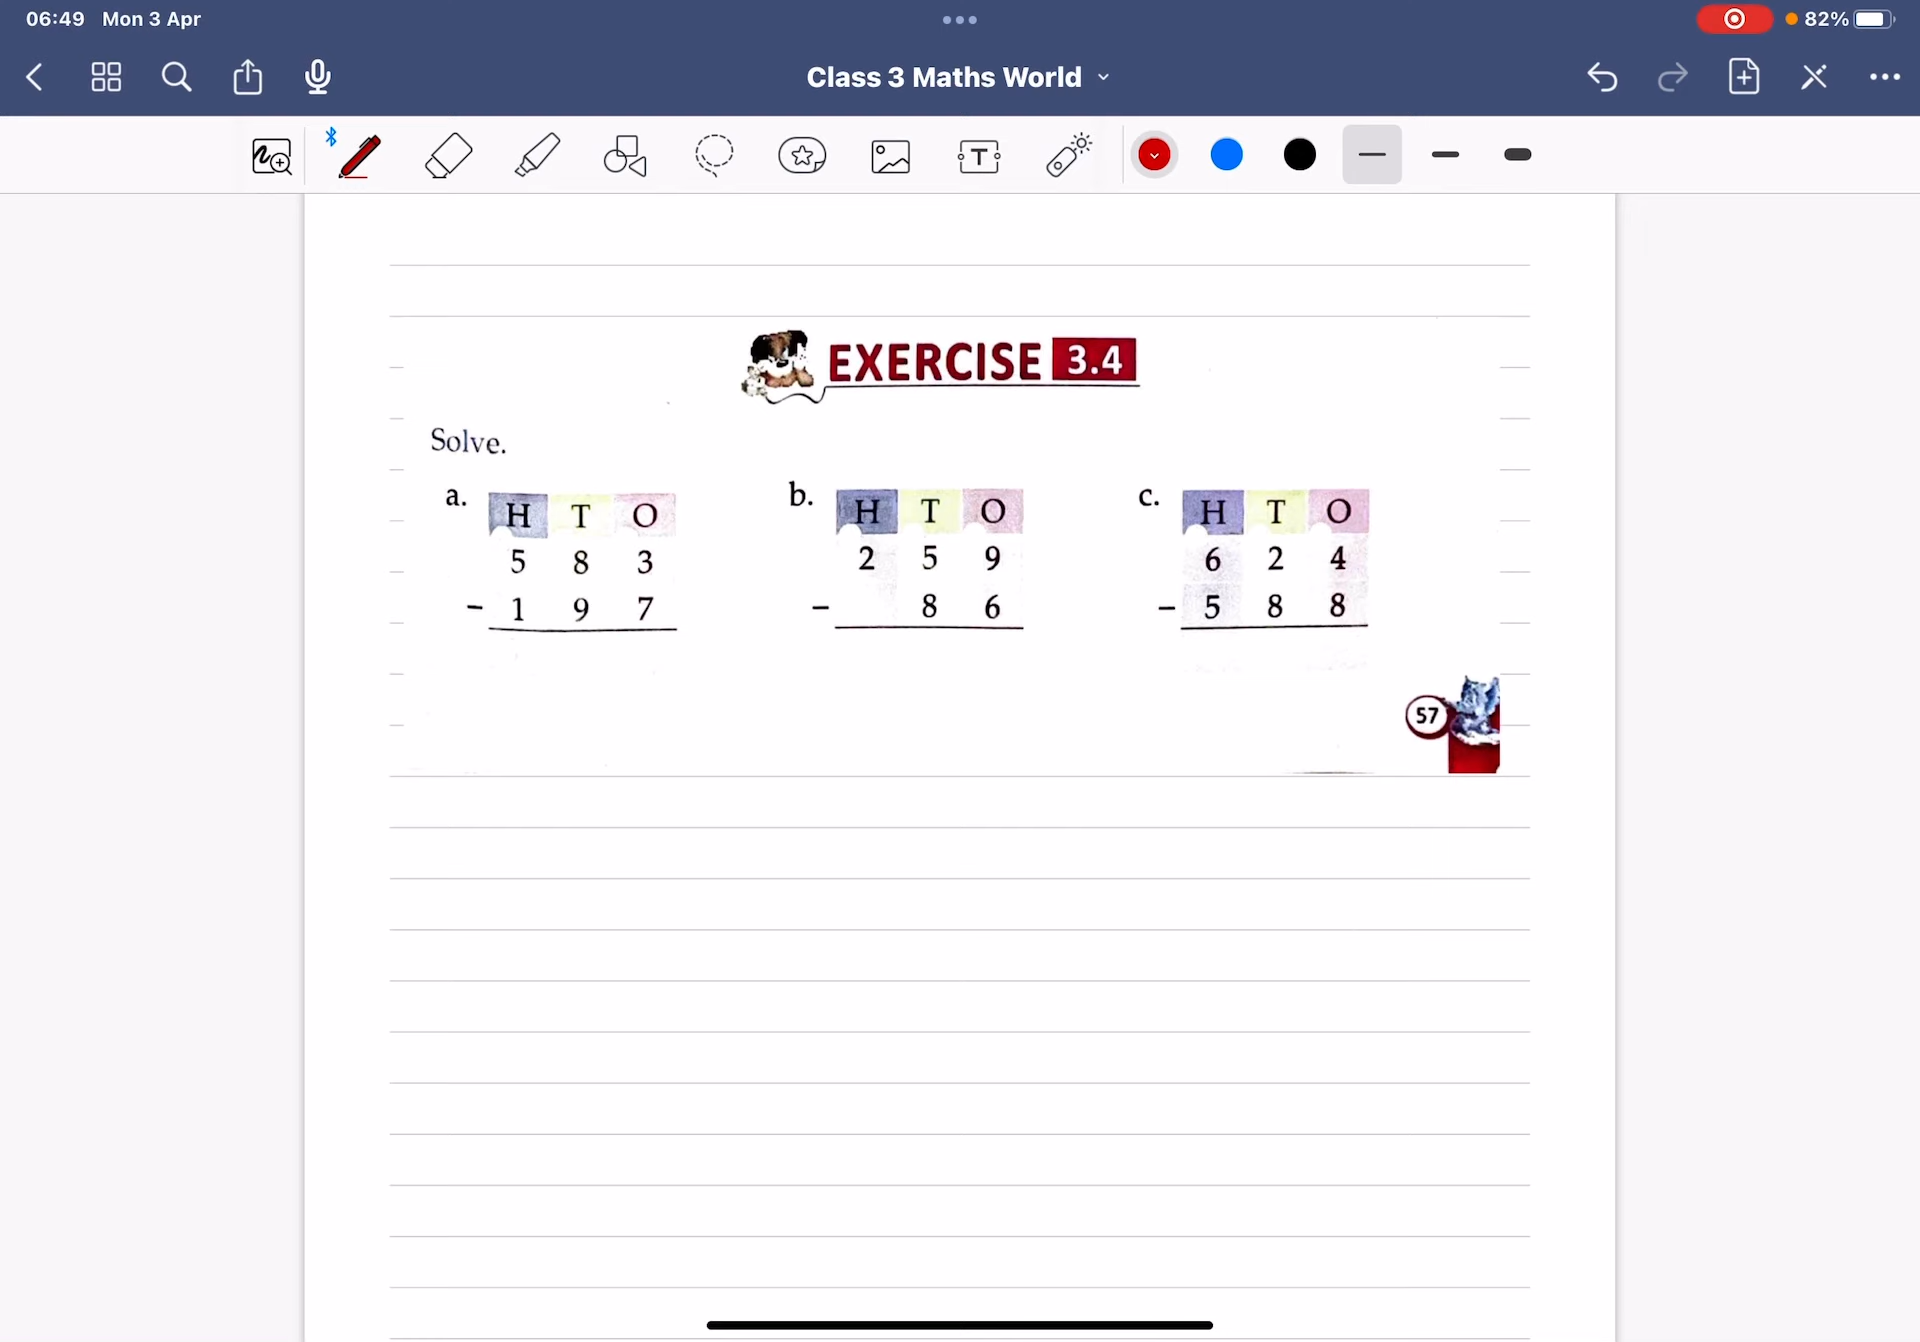 06:49 Mon 3 Apr
82%
Class 3 Maths World
T
EXERCISE 3.4
Solve.
a. H T O
5 8 3
- 1 9 7
b. H T O
2 5 9
- 8 6
c. H T O
6 2 4
- 5 8 8
57